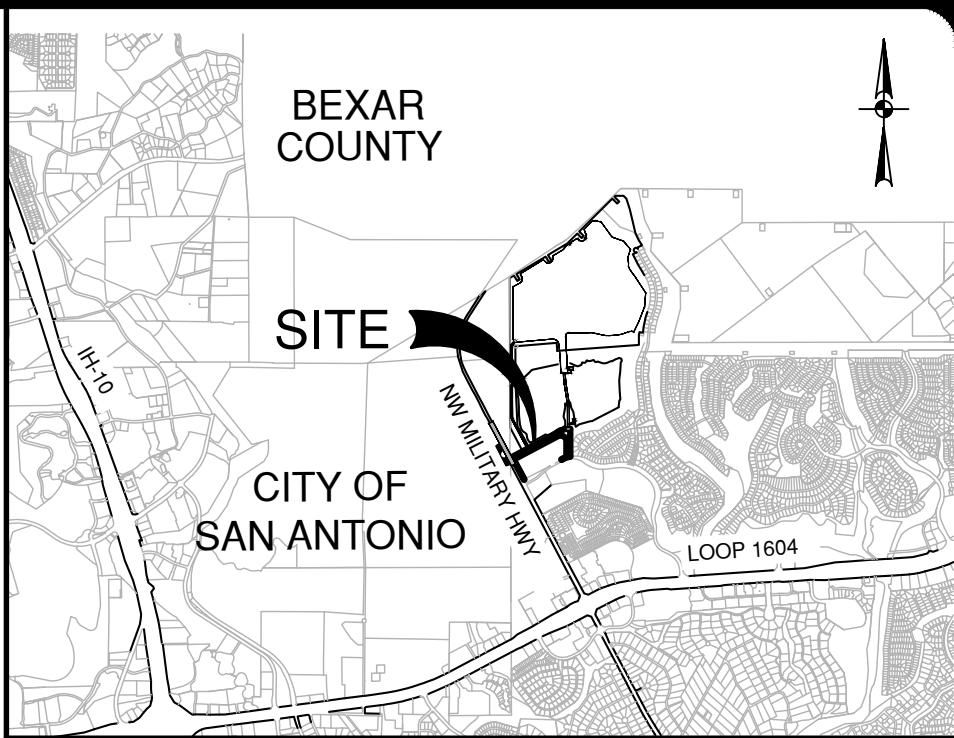 BEXAR
COUNTY
SITE
IH-10
NW MILITARY HWY
CITY OF
SAN ANTONIO
LOOP 1604